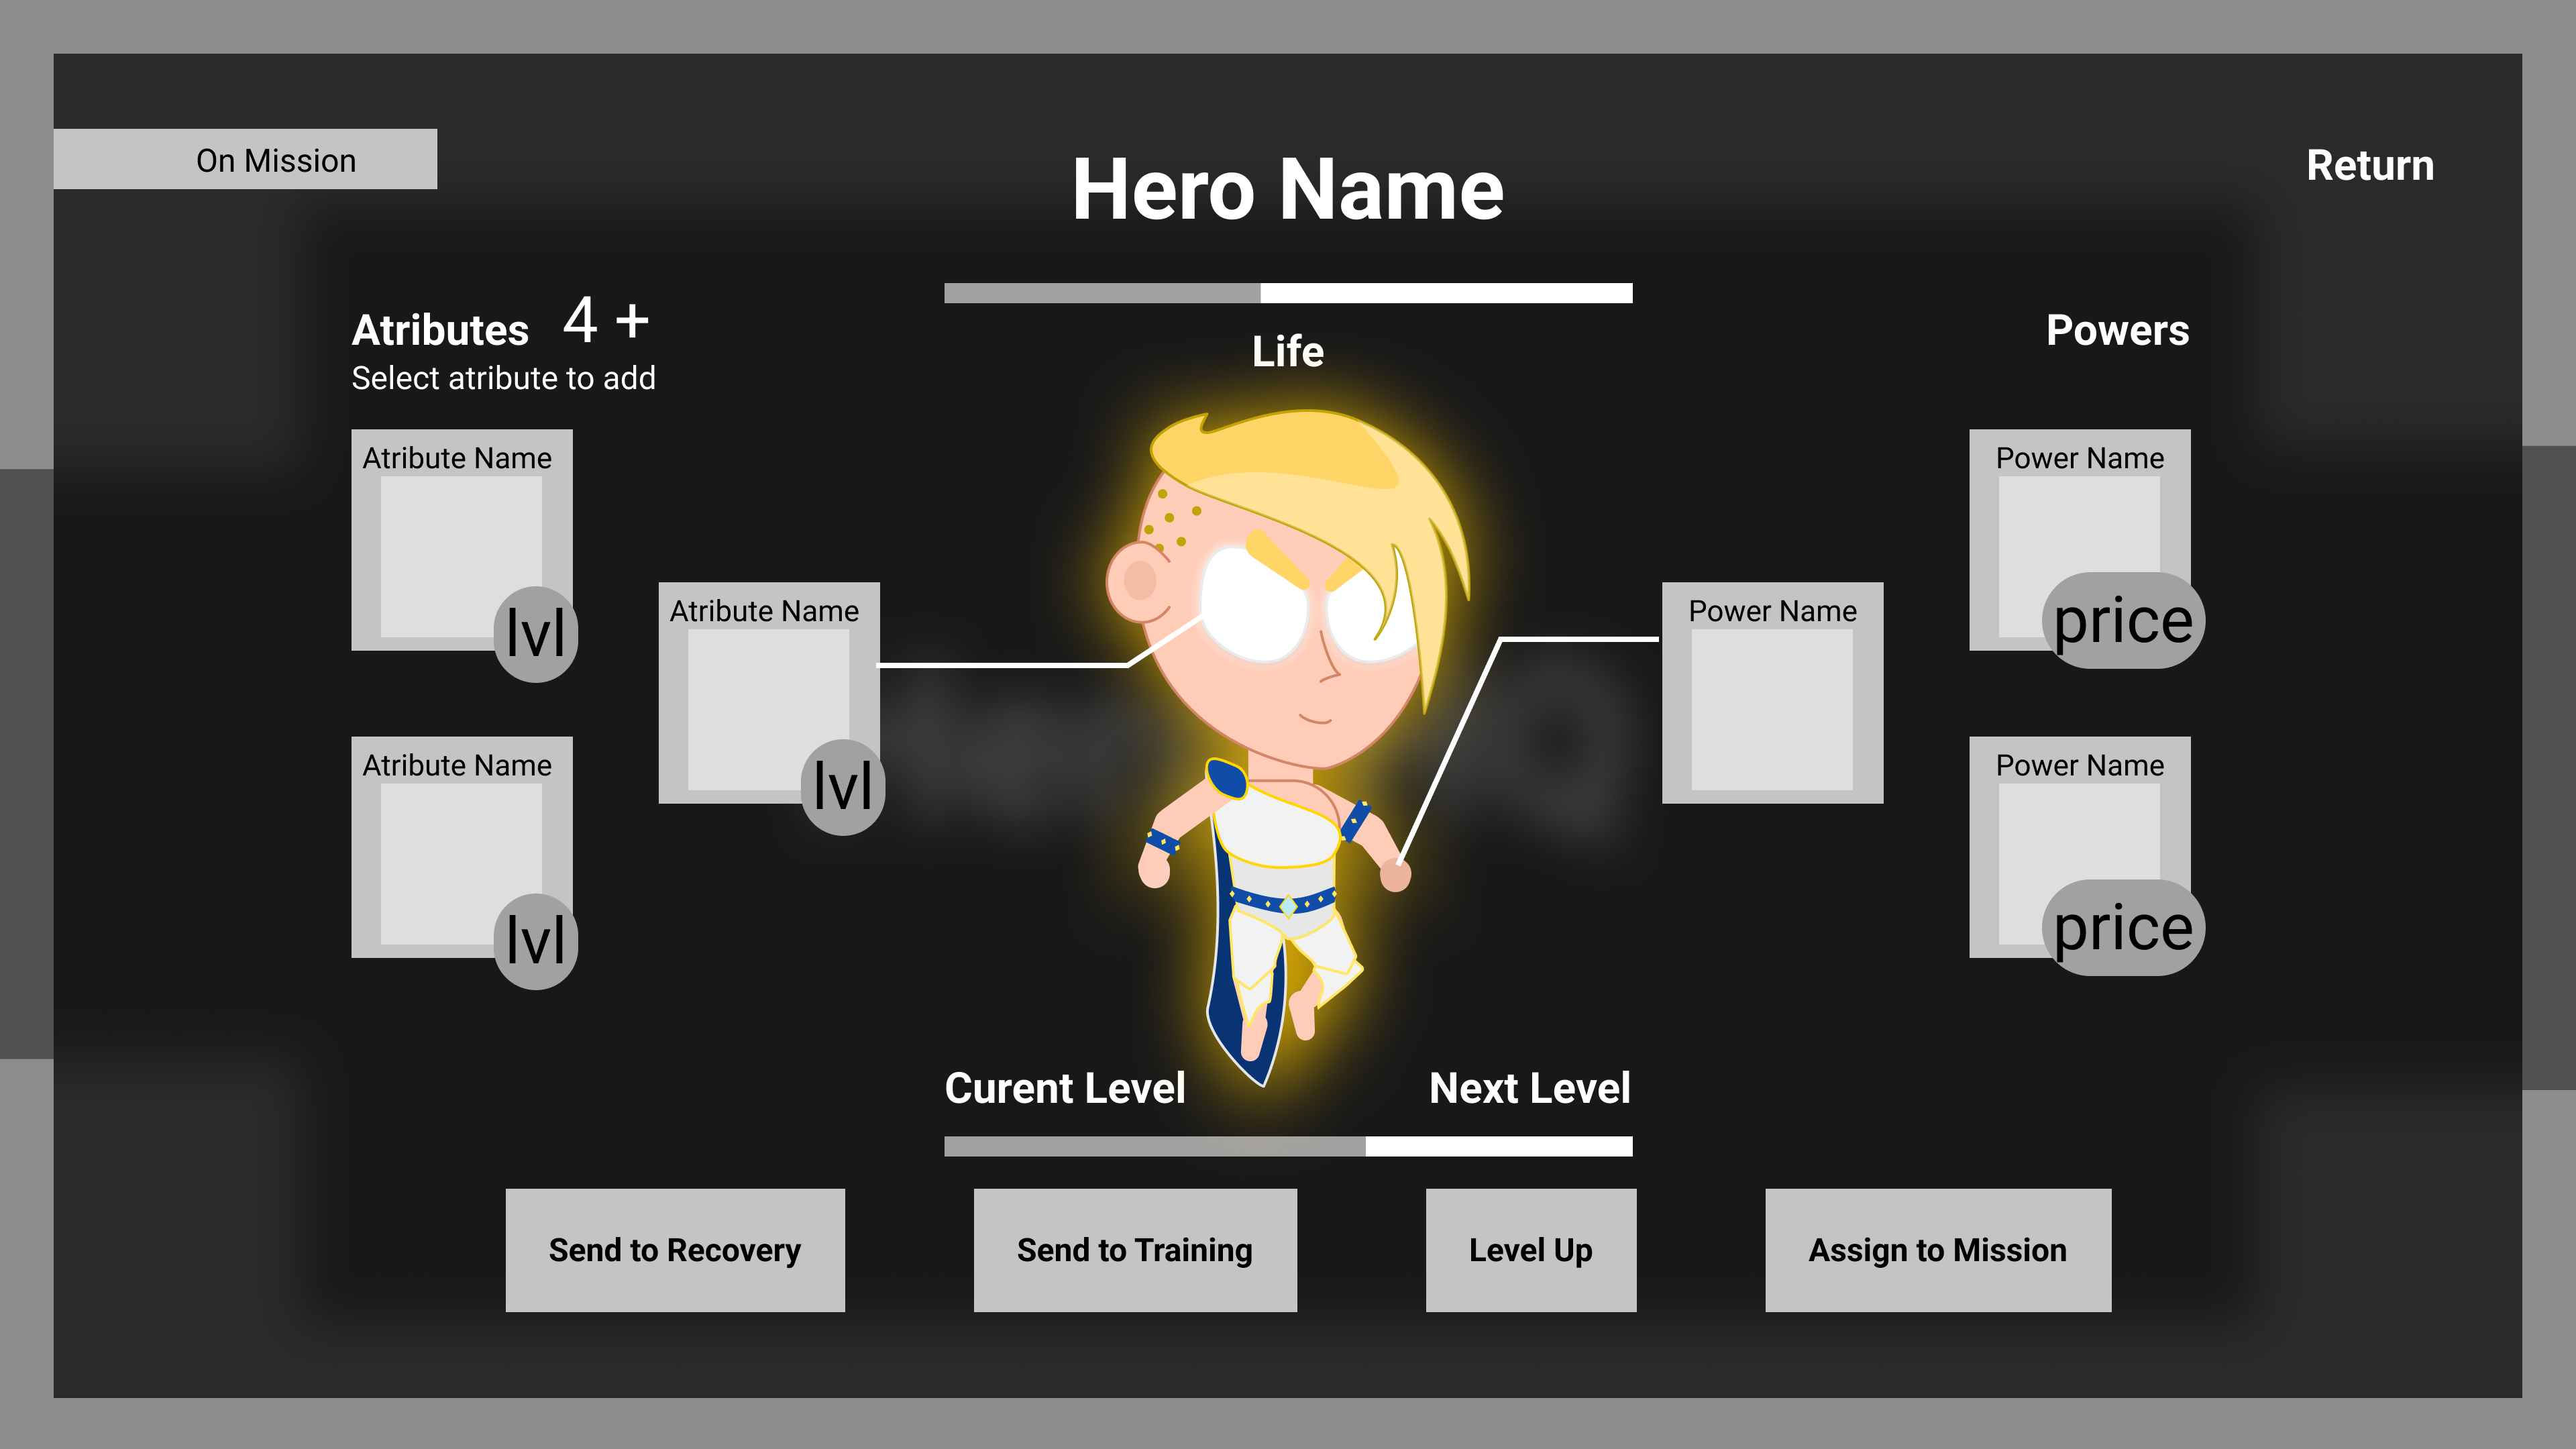 On Mission
Hero Name
Return
Atributes 4 +
Select atribute to add
Life
Powers
Atribute Name
lvl
Atribute Name
lvl
Atribute Name
lvl
Power Name
Power Name
price
Power Name
price
Curent Level
Next Level
Send to Recovery
Send to Training
Level Up
Assign to Mission